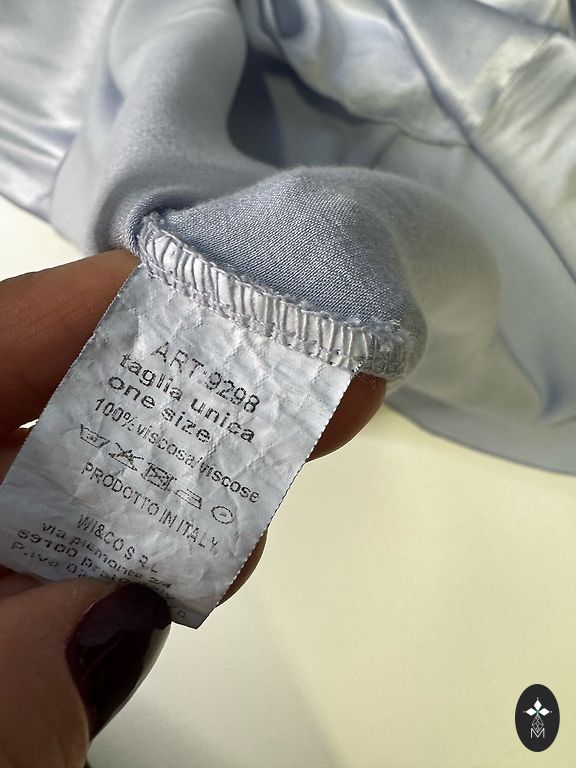 ART:9298
taglia unica
one size
100%viscosa/viscose
PRODOTTO IN ITALY
WI&CO S R L
via piemonte 2/4
59100
P.iva
M